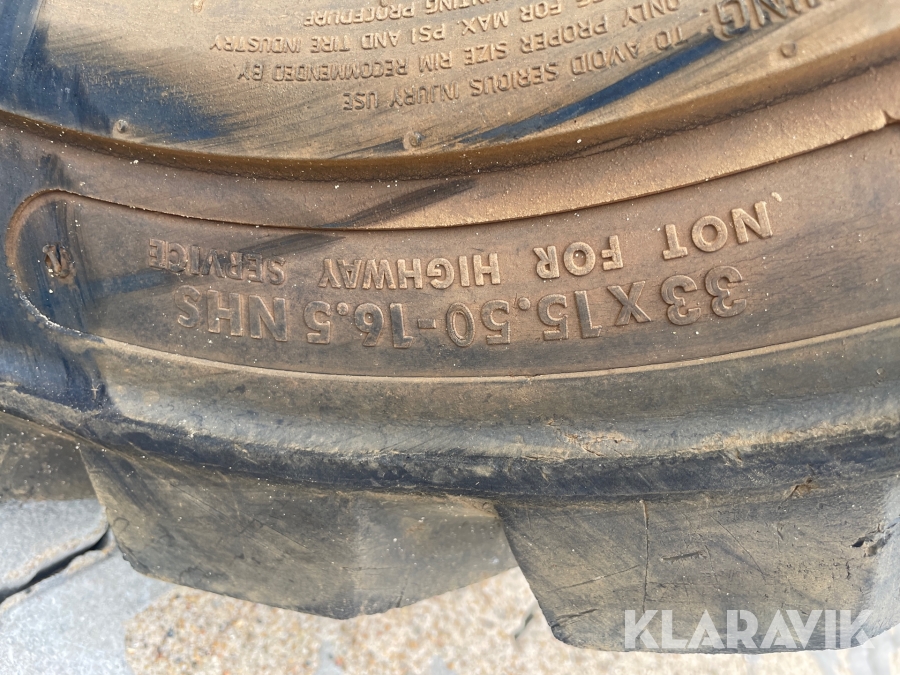 33X15.50-16.5 NHS
NOT FOR HIGHWAY SERVICE
TO AVOID SERIOUS INJURY USE
ONLY PROPER SIZE RIM RECOMMENDED BY
FOR MAX. PSI AND TIRE INDUSTRY
PROCEDURE
KLARAVIK